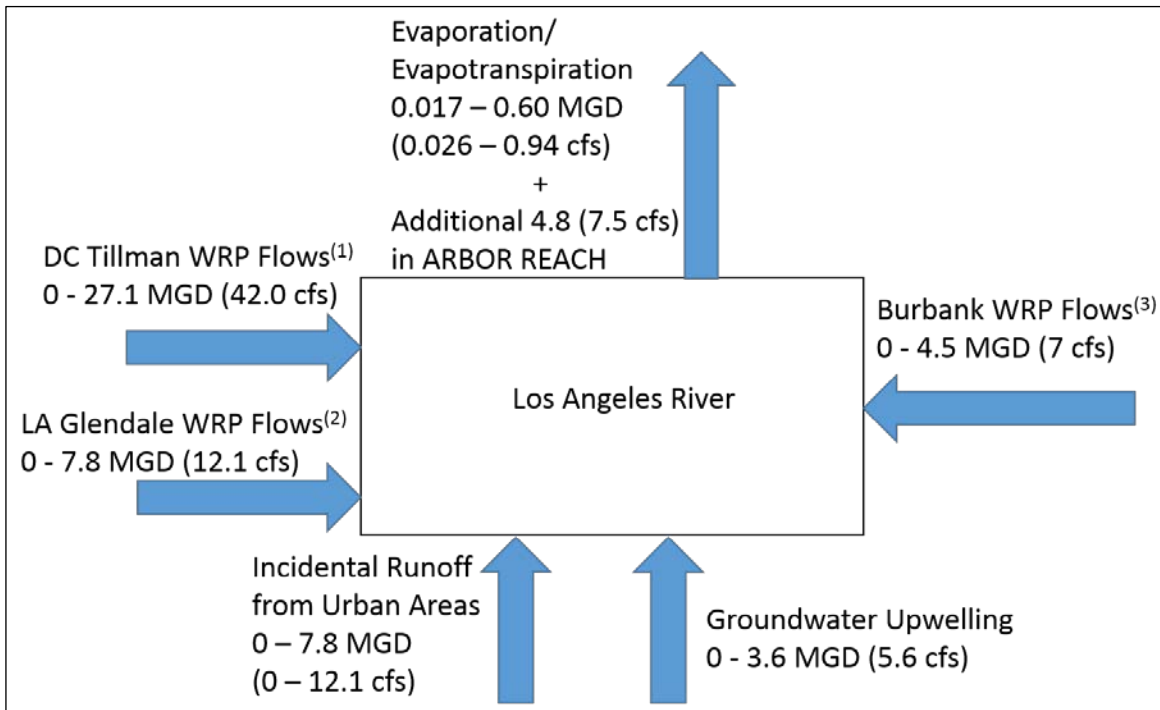 Evaporation/
Evapotranspiration
0.017 – 0.60 MGD
(0.026 – 0.94 cfs)
+
Additional 4.8 (7.5 cfs)
in ARBOR REACH
DC Tillman WRP Flows(1)
0 - 27.1 MGD (42.0 cfs)
LA Glendale WRP Flows(2)
0 - 7.8 MGD (12.1 cfs)
Los Angeles River
Burbank WRP Flows(3)
0 - 4.5 MGD (7 cfs)
Incidental Runoff
from Urban Areas
0 – 7.8 MGD
(0 – 12.1 cfs)
Groundwater Upwelling
0 - 3.6 MGD (5.6 cfs)